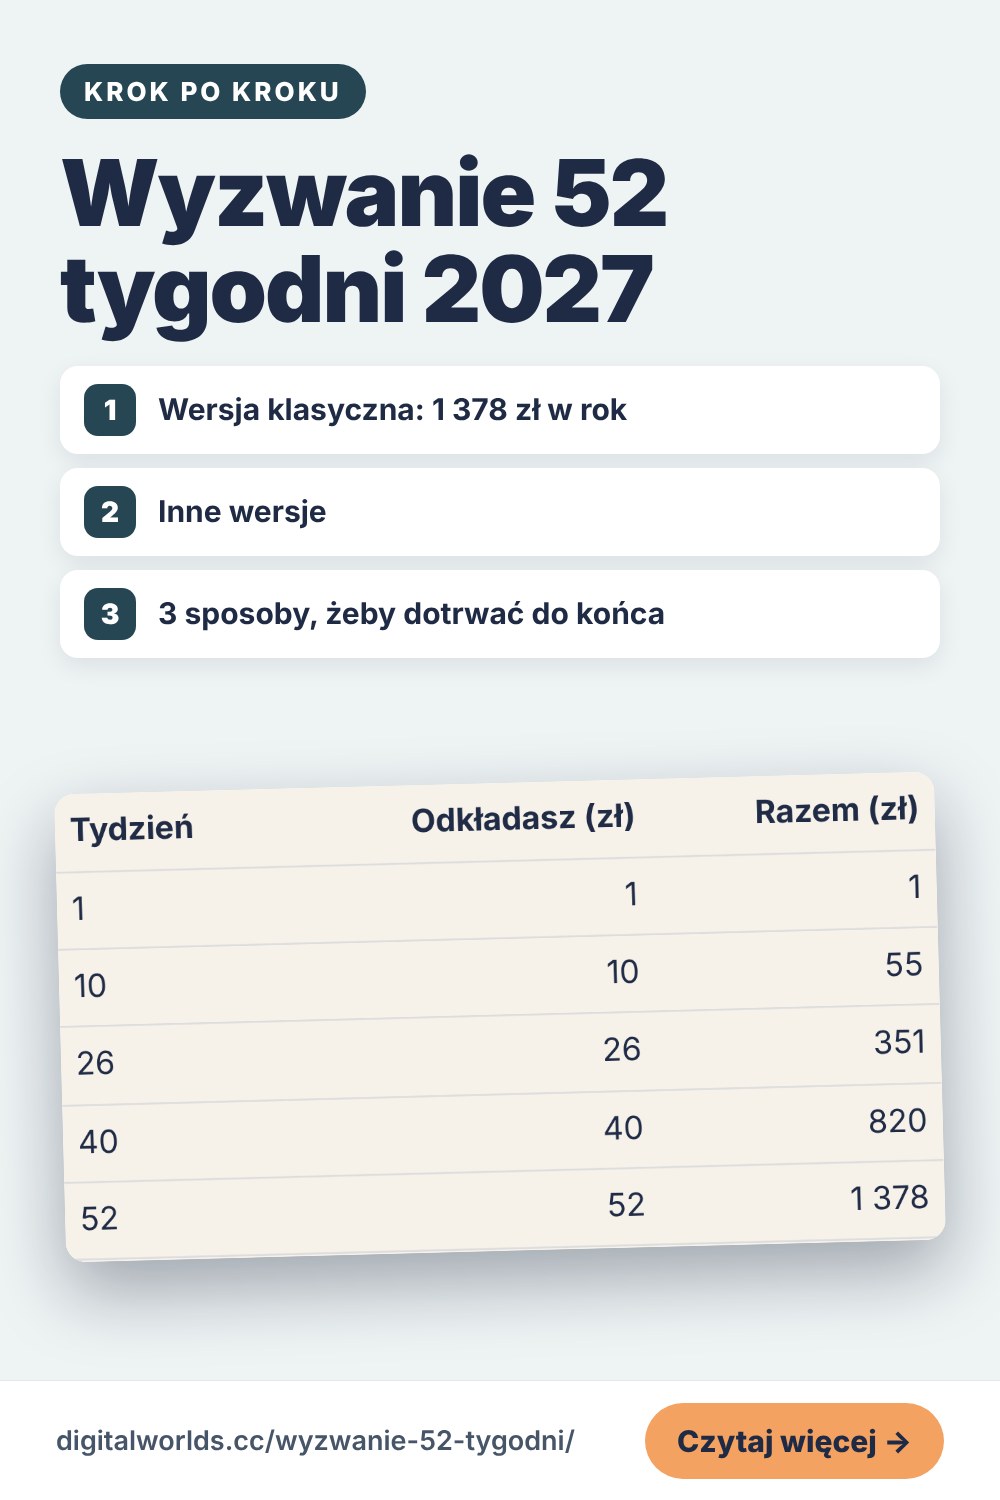 KROK PO KROKU
Wyzwanie 52
tygodni 2027
1 Wersja klasyczna: 1 378 zł w rok
2 Inne wersje
3 3 sposoby, żeby dotrwać do końca
Tydzień Odkładasz (zł) Razem (zł)
1 1 1
10 10 55
26 26 351
40 40 820
52 52 1 378
digitalworlds.cc/wyzwanie-52-tygodni/ Czytaj więcej →